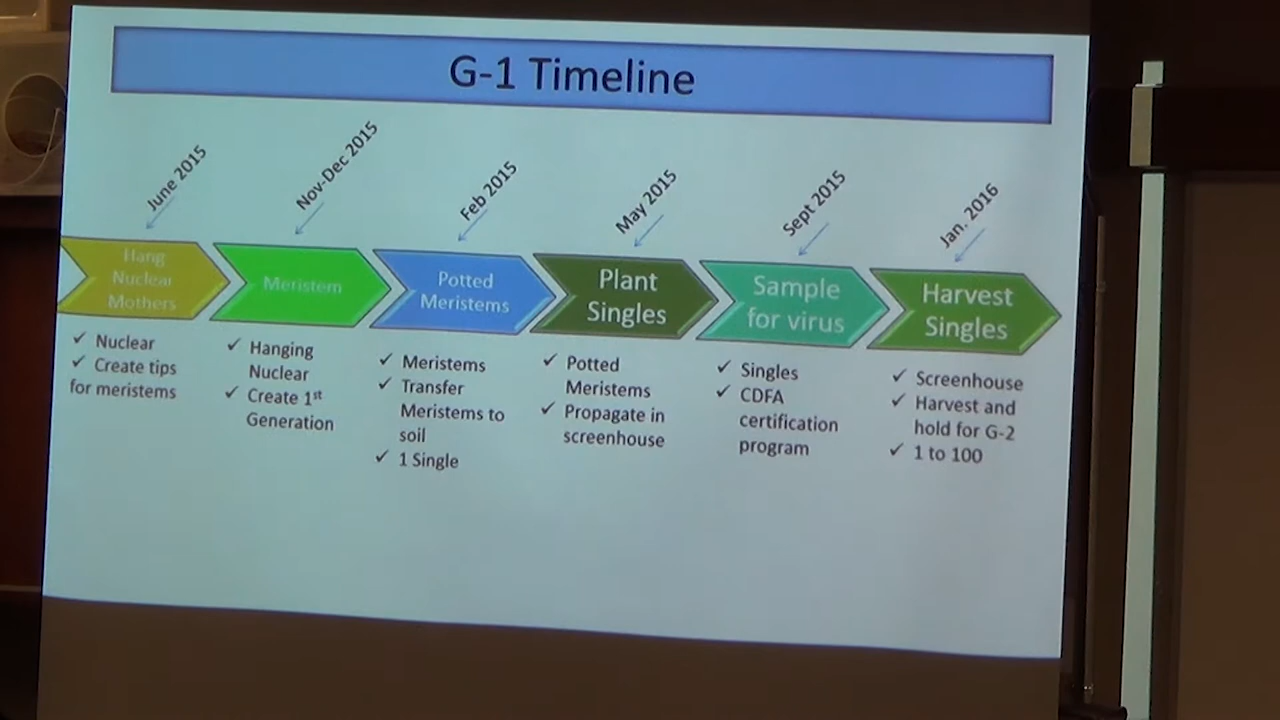 G-1 Timeline
June 2015
Nov-Dec 2015
Feb 2015
May 2015
Sept 2015
Jan. 2016
Hang
Nuclear
Mothers
Meristem
Potted
Meristems
Plant
Singles
Sample
for virus
Harvest
Singles
✓ Nuclear
✓ Create tips
for meristems
✓ Hanging
Nuclear
✓ Create 1st
Generation
✓ Meristems
✓ Transfer
Meristems to
soil
✓ 1 Single
✓ Potted
Meristems
✓ Propagate in
screenhouse
✓ Singles
✓ CDFA
certification
program
✓ Screenhouse
✓ Harvest and
hold for G-2
✓ 1 to 100